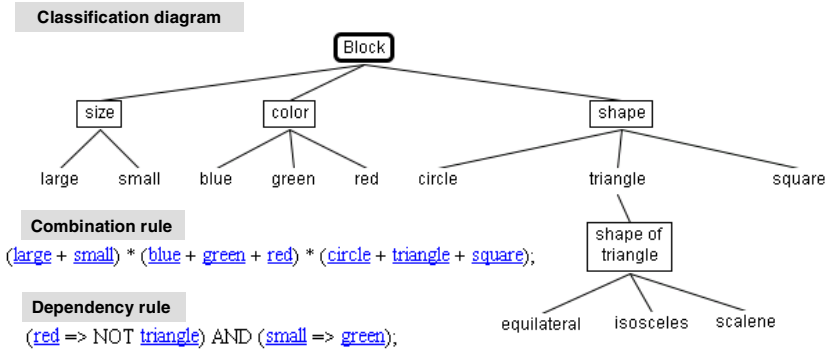 Classification diagram
Block
size
color
shape
large
small
blue
green
red
circle
triangle
square
Combination rule
(large + small) * (blue + green + red) * (circle + triangle + square);
shape of
triangle
Dependency rule
(red => NOT triangle) AND (small => green);
equilateral
isosceles
scalene